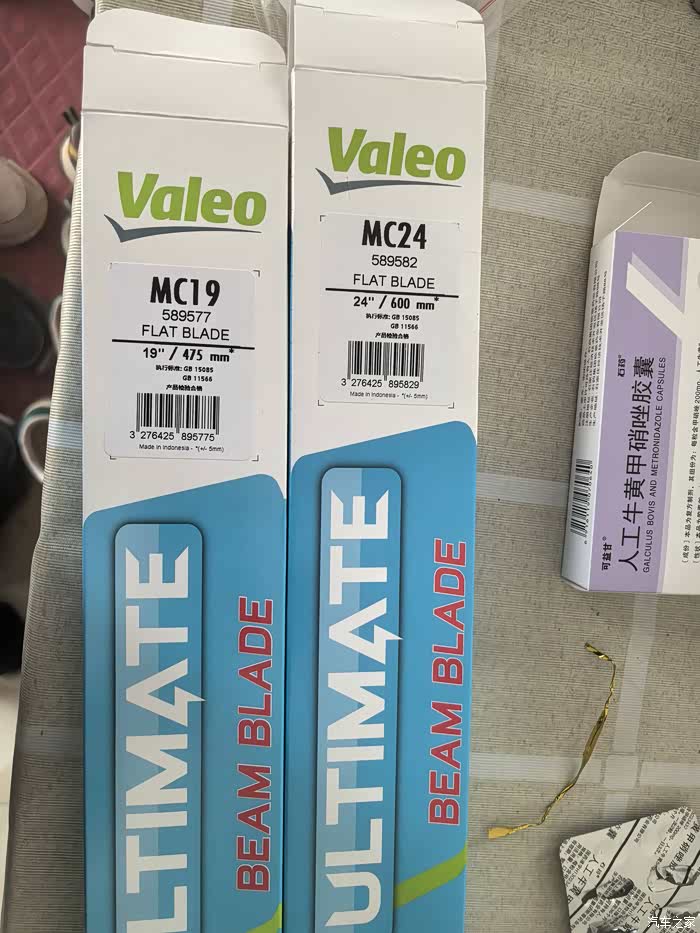 Valeo
MC19
589577
FLAT BLADE
19" / 475 mm*
执行标准: GB 15085
GB 11566
产品检验合格
3 276425 895775
Made in Indonesia - *(+/- 5mm)
ULTIMATE
BEAM BLADE
Valeo
MC24
589582
FLAT BLADE
24" / 600 mm*
执行标准: GB 15085
GB 11566
产品检验合格
3 276425 895829
Made in Indonesia - *(+/- 5mm)
ULTIMATE
BEAM BLADE
石药
可益甘®
人工牛黄甲硝唑胶囊
GALCULUS BOVIS AND METRONIDAZOLE CAPSULES
汽车之家